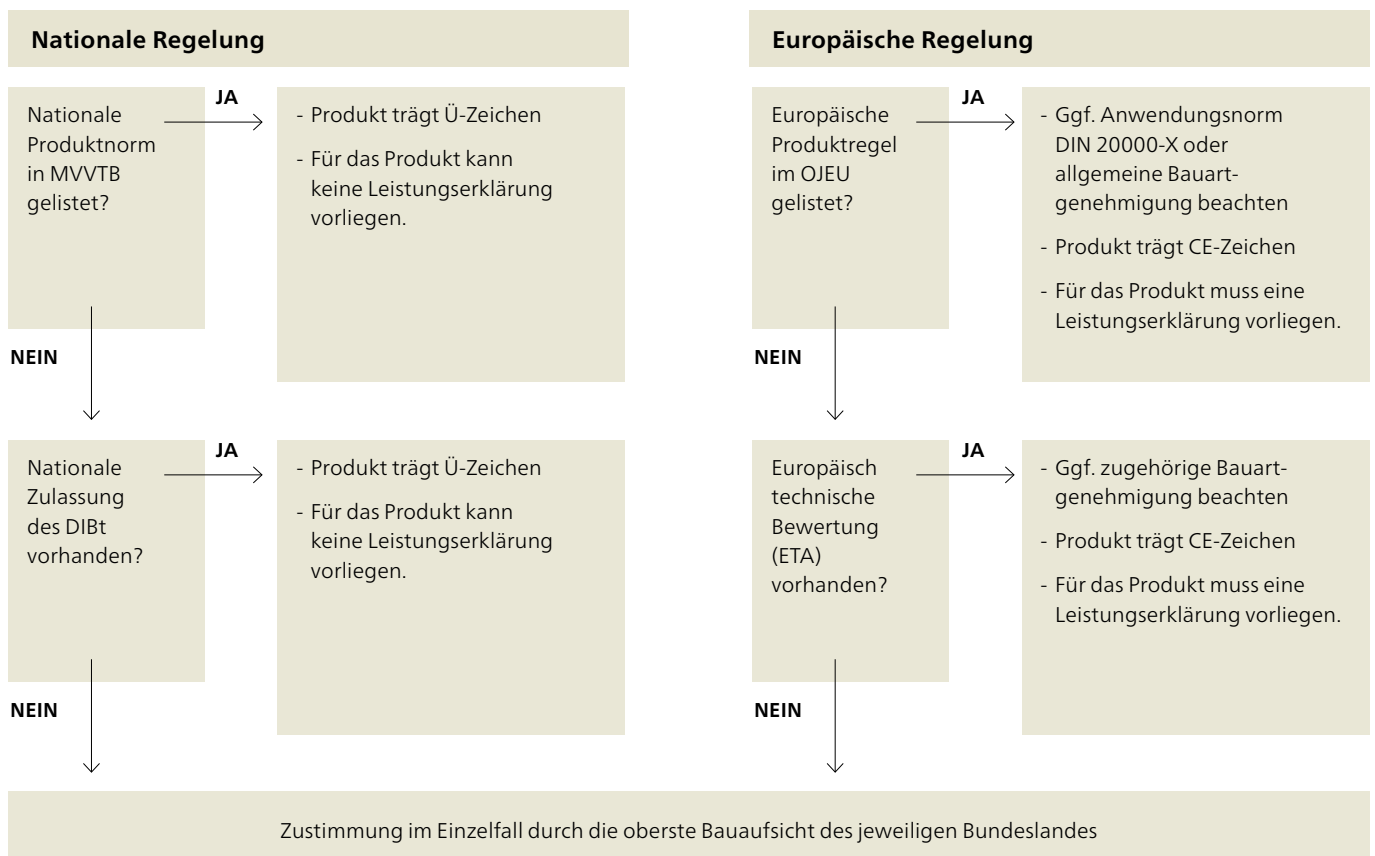 Nationale Regelung
JA
Nationale
Produktnorm
in MVVTB
gelistet?
- Produkt trägt Ü-Zeichen
- Für das Produkt kann
keine Leistungserklärung
vorliegen.
NEIN
JA
Nationale
Zulassung
des DIBt
vorhanden?
- Produkt trägt Ü-Zeichen
- Für das Produkt kann
keine Leistungserklärung
vorliegen.
NEIN
Europäische Regelung
JA
Europäische
Produktregel
im OJEU
gelistet?
- Ggf. Anwendungsnorm
DIN 20000-X oder
allgemeine Bauart-
genehmigung beachten
- Produkt trägt CE-Zeichen
- Für das Produkt muss eine
Leistungserklärung vorliegen.
NEIN
JA
Europäisch
technische
Bewertung
(ETA)
vorhanden?
- Ggf. zugehörige Bauart-
genehmigung beachten
- Produkt trägt CE-Zeichen
- Für das Produkt muss eine
Leistungserklärung vorliegen.
NEIN
Zustimmung im Einzelfall durch die oberste Bauaufsicht des jeweiligen Bundeslandes